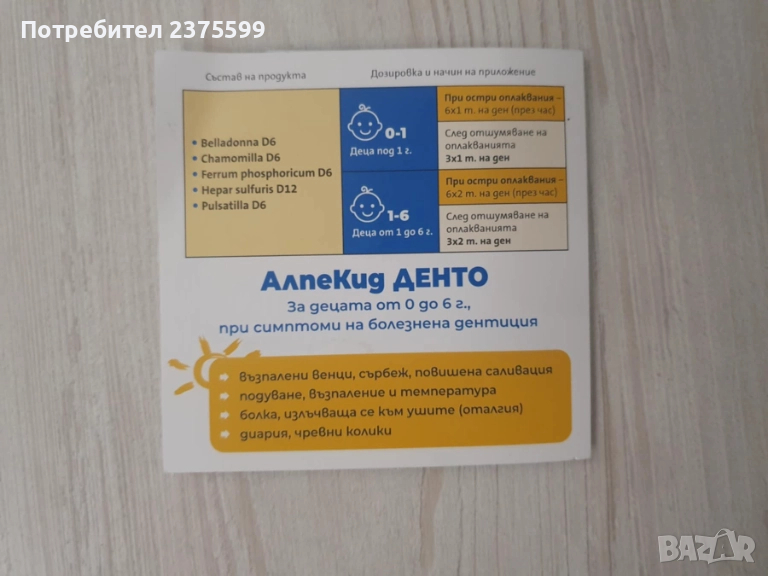 Потребител 2375599
Състав на продукта
Дозировка и начин на приложение
• Belladonna D6
• Chamomilla D6
• Ferrum phosphoricum D6
• Hepar sulfuris D12
• Pulsatilla D6
0-1
Деца под 1 г.
При остри оплаквания –
6x1 т. на ден (през час)
След отшумяване на
оплакванията
3x1 т. на ден
1-6
Деца от 1 до 6 г.
При остри оплаквания –
6x2 т. на ден (през час)
След отшумяване на
оплакванията
3x2 т. на ден
АлпеКид ДЕНТО
За децата от 0 до 6 г.,
при симптоми на болезнена дентиция
възпалени венци, сърбеж, повишена саливация
подуване, възпаление и температура
болка, излъчваща се към ушите (оталгия)
диария, чревни колики
BAZAR